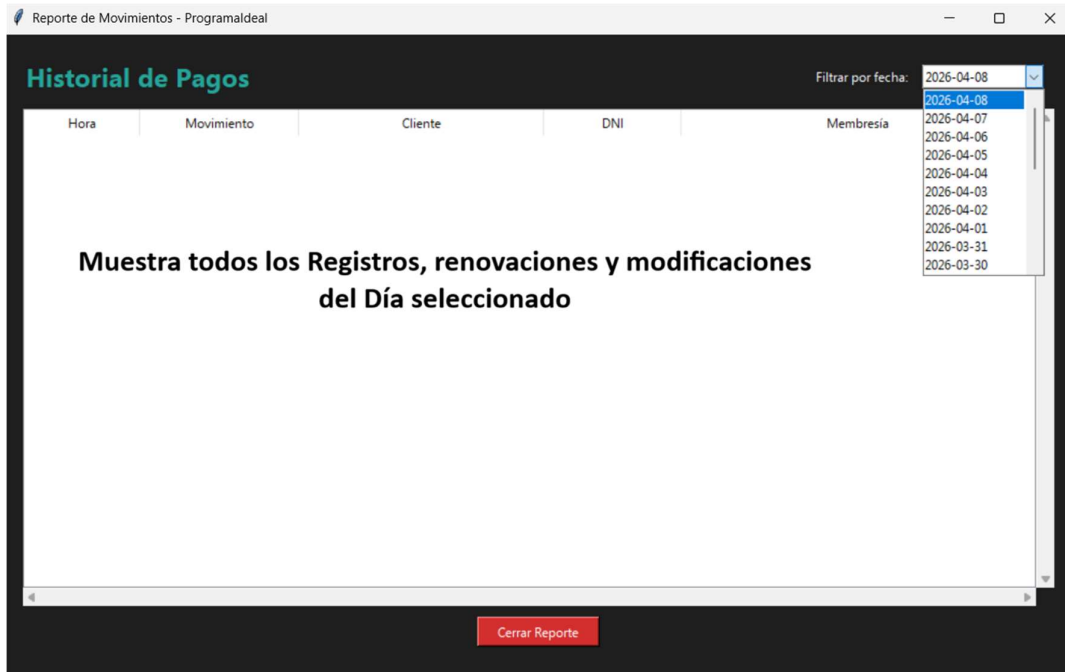 Reporte de Movimientos - ProgramaIdeal
Historial de Pagos
Filtrar por fecha:
2026-04-08
2026-04-08
2026-04-07
2026-04-06
2026-04-05
2026-04-04
2026-04-03
2026-04-02
2026-04-01
2026-03-31
2026-03-30
Hora Movimiento Cliente DNI Membresía
Muestra todos los Registros, renovaciones y modificaciones
del Día seleccionado
Cerrar Reporte